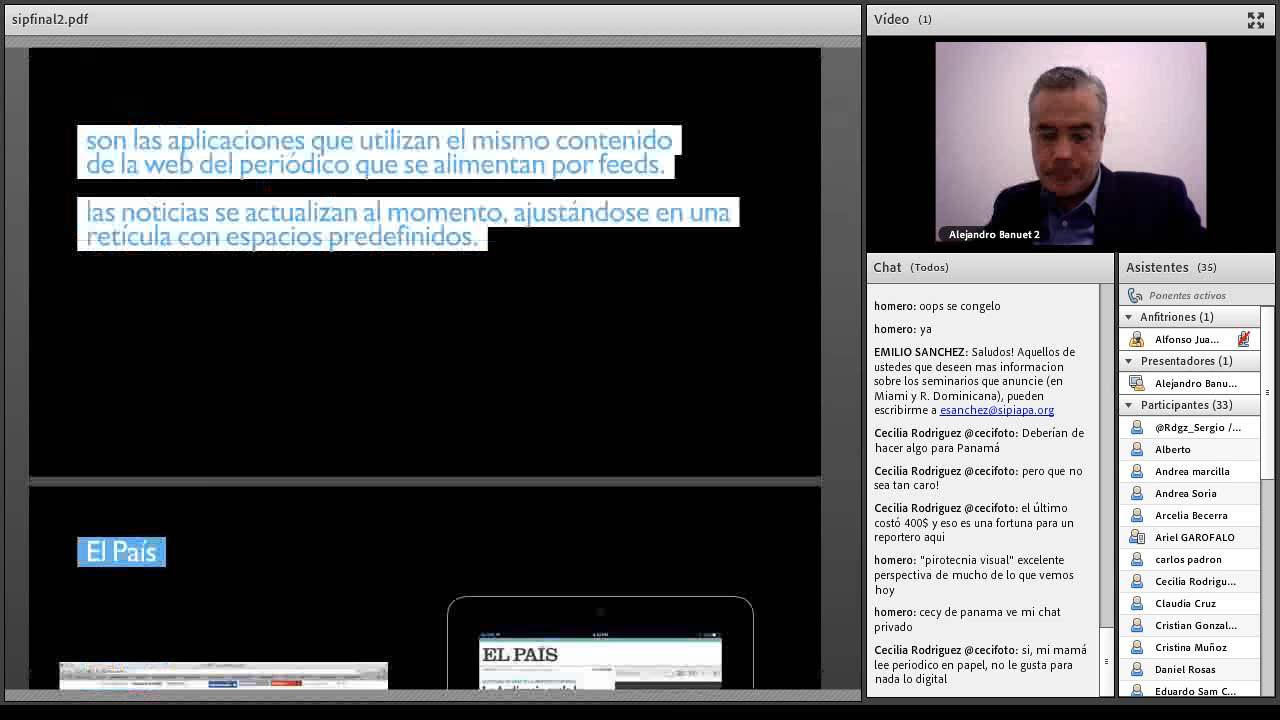 sipfinal2.pdf
son las aplicaciones que utilizan el mismo contenido
de la web del periódico que se alimentan por feeds.
las noticias se actualizan al momento, ajustándose en una
retícula con espacios predefinidos.
El País
EL PAIS
Vídeo (1)
Alejandro Banuet 2
Chat (Todos)
homero: oops se congelo
homero: ya
EMILIO SANCHEZ: Saludos! Aquellos de
ustedes que deseen mas informacion
sobre los seminarios que anuncie (en
Miami y R. Dominicana), pueden
escribirme a esanchez@sipiapa.org
Cecilia Rodriguez @cecifoto: Deberían de
hacer algo para Panamá
Cecilia Rodriguez @cecifoto: pero que no
sea tan caro!
Cecilia Rodriguez @cecifoto: el último
costó 400$ y eso es una fortuna para un
reportero aqui
homero: "pirotecnia visual" excelente
perspectiva de mucho de lo que vemos
hoy
homero: cecy de panama ve mi chat
privado
Cecilia Rodriguez @cecifoto: si, mi mamá
lee periodico en papel, no le gusta para
nada lo digital
Asistentes (35)
Ponentes activos
Anfitriones (1)
Alfonso Jua...
Presentadores (1)
Alejandro Banu...
Participantes (33)
@Rdgz_Sergio /...
Alberto
Andrea marcilla
Andrea Soria
Arcelia Becerra
Ariel GAROFALO
carlos padron
Cecilia Rodrigu...
Claudia Cruz
Cristian Gonzal...
Cristina Muñoz
Daniel Rosas
Eduardo Sam C...